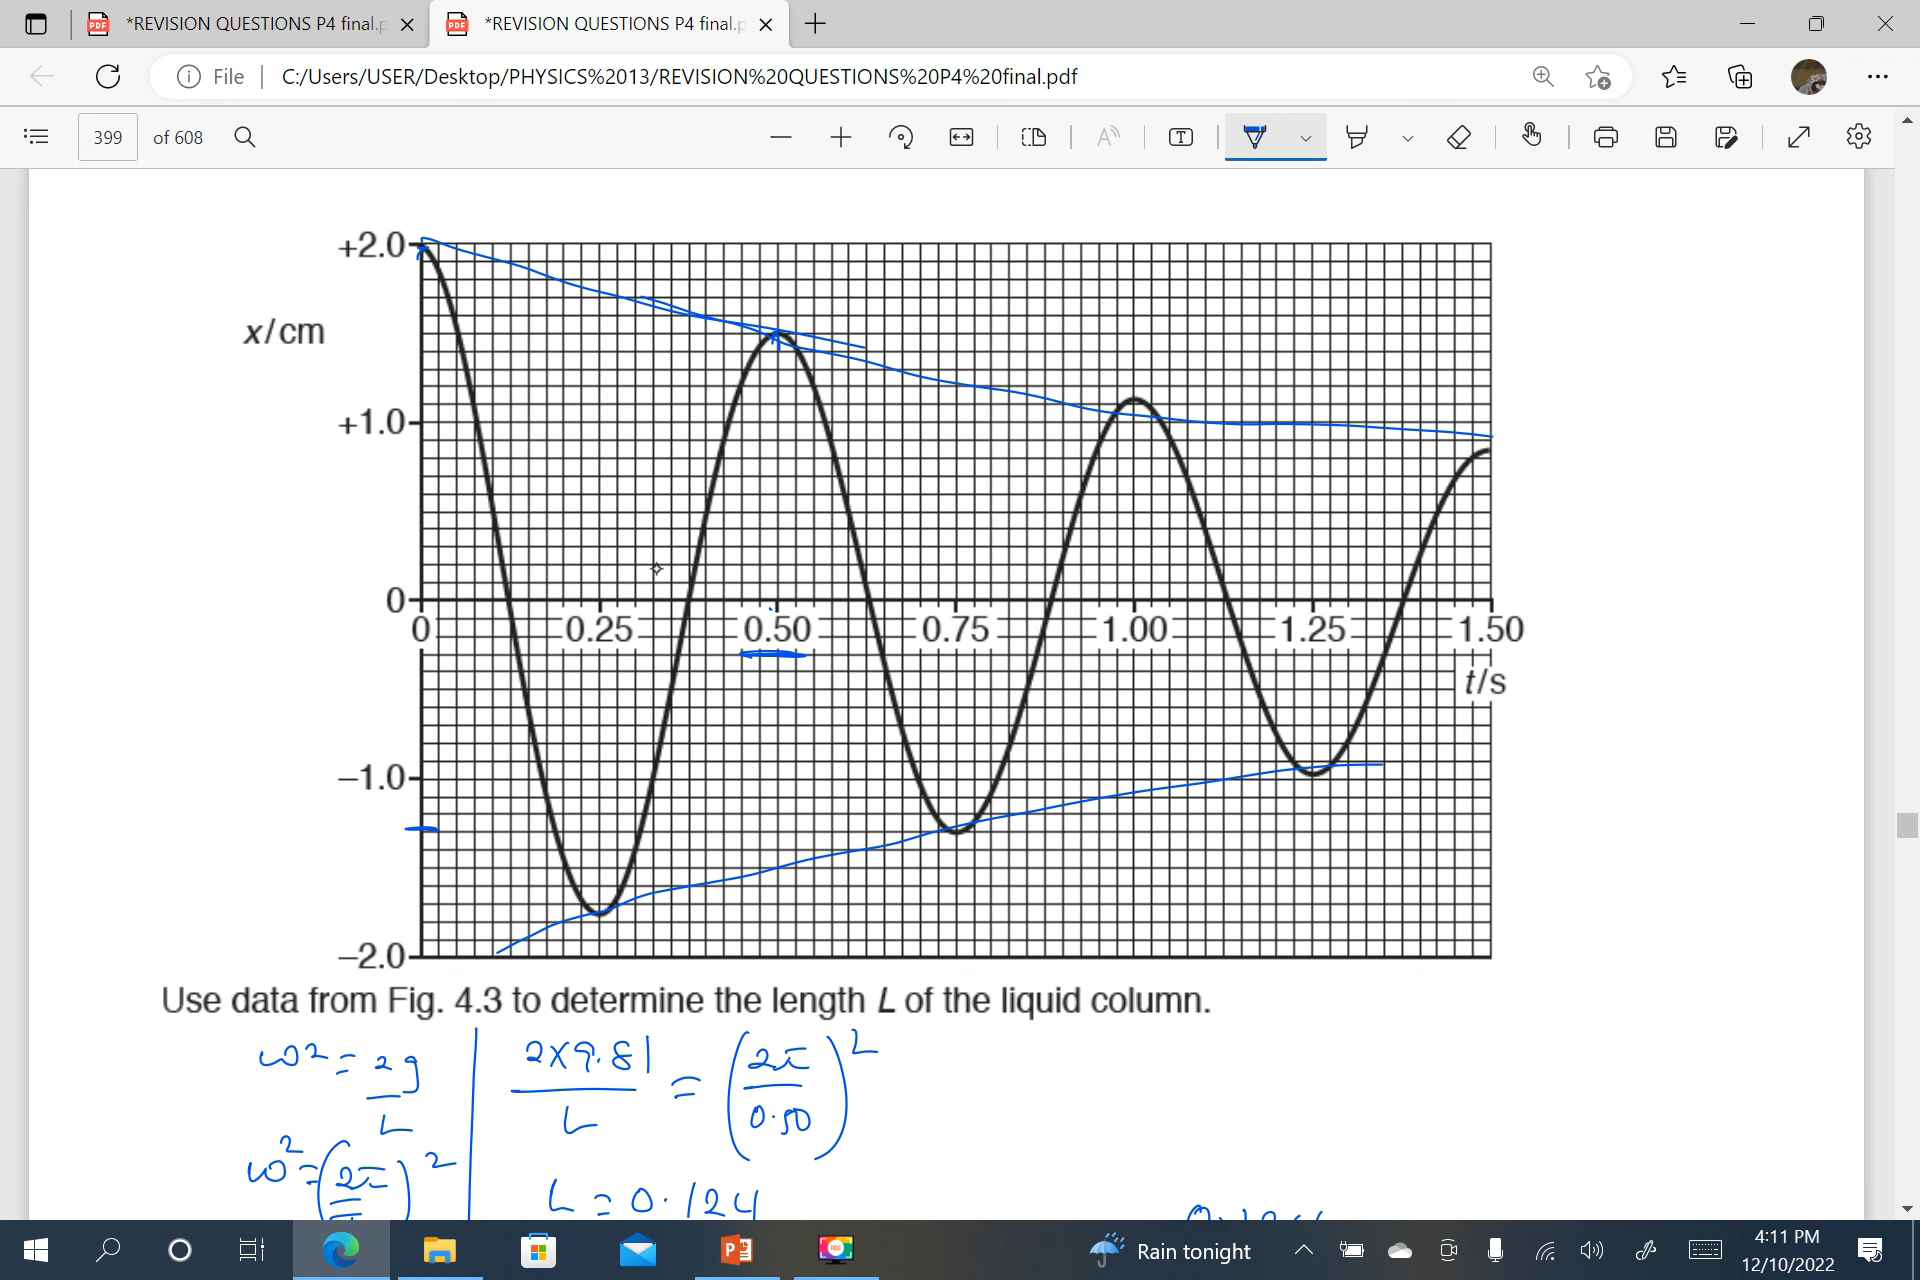 *REVISION QUESTIONS P4 final.p
*REVISION QUESTIONS P4 final.p
File
C:/Users/USER/Desktop/PHYSICS%2013/REVISION%20QUESTIONS%20P4%20final.pdf
399 of 608
+2.0
x/cm
+1.0
0
0 0.25 0.50 0.75 1.00 1.25 1.50
t/s
−1.0
−2.0
Use data from Fig. 4.3 to determine the length L of the liquid column.
ω² = 2g/L
2×9.81/L = (2π/0.50)²
ω² = (2π
)²
L = 0.124
Rain tonight
4:11 PM
12/10/2022